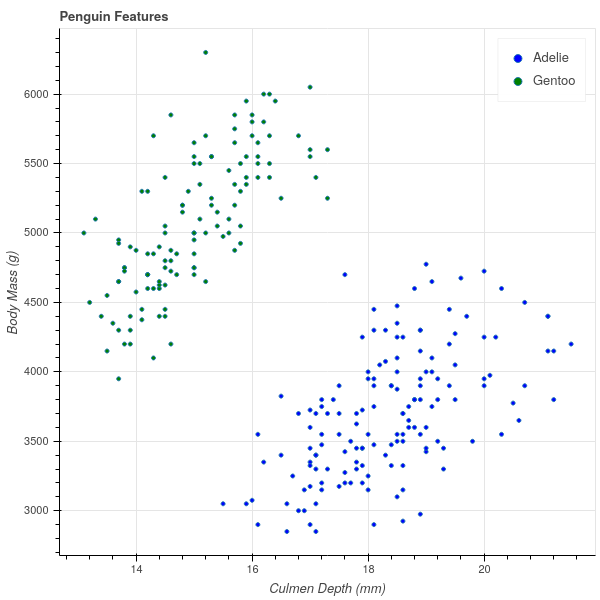 Penguin Features
Adelie
Gentoo
6000
5500
5000
4500
4000
3500
3000
Body Mass (g)
14 16 18 20
Culmen Depth (mm)